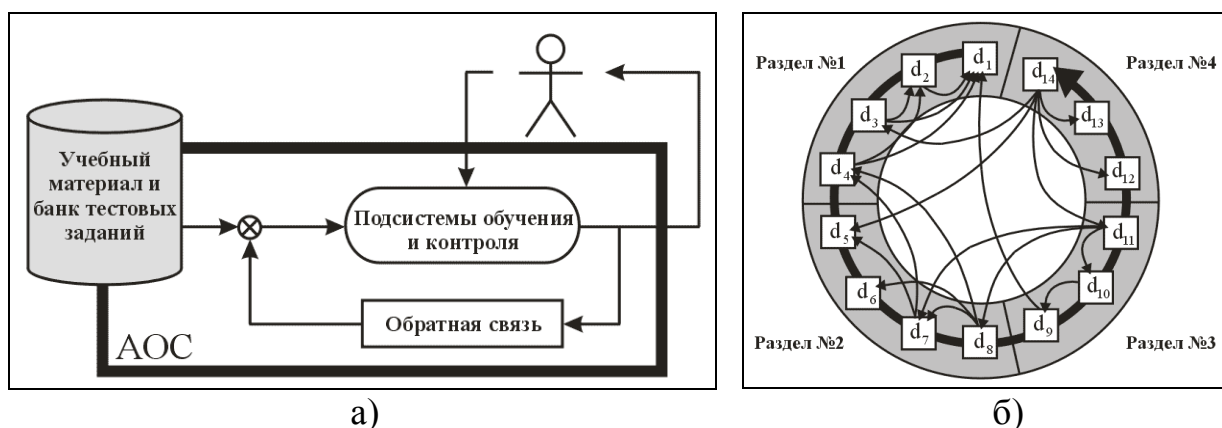 Учебный
материал и
банк тестовых
заданий
Подсистемы обучения
и контроля
Обратная связь
АОС
а)
Раздел №1
Раздел №4
Раздел №2
Раздел №3
d1
d2
d3
d4
d5
d6
d7
d8
d9
d10
d11
d12
d13
d14
б)